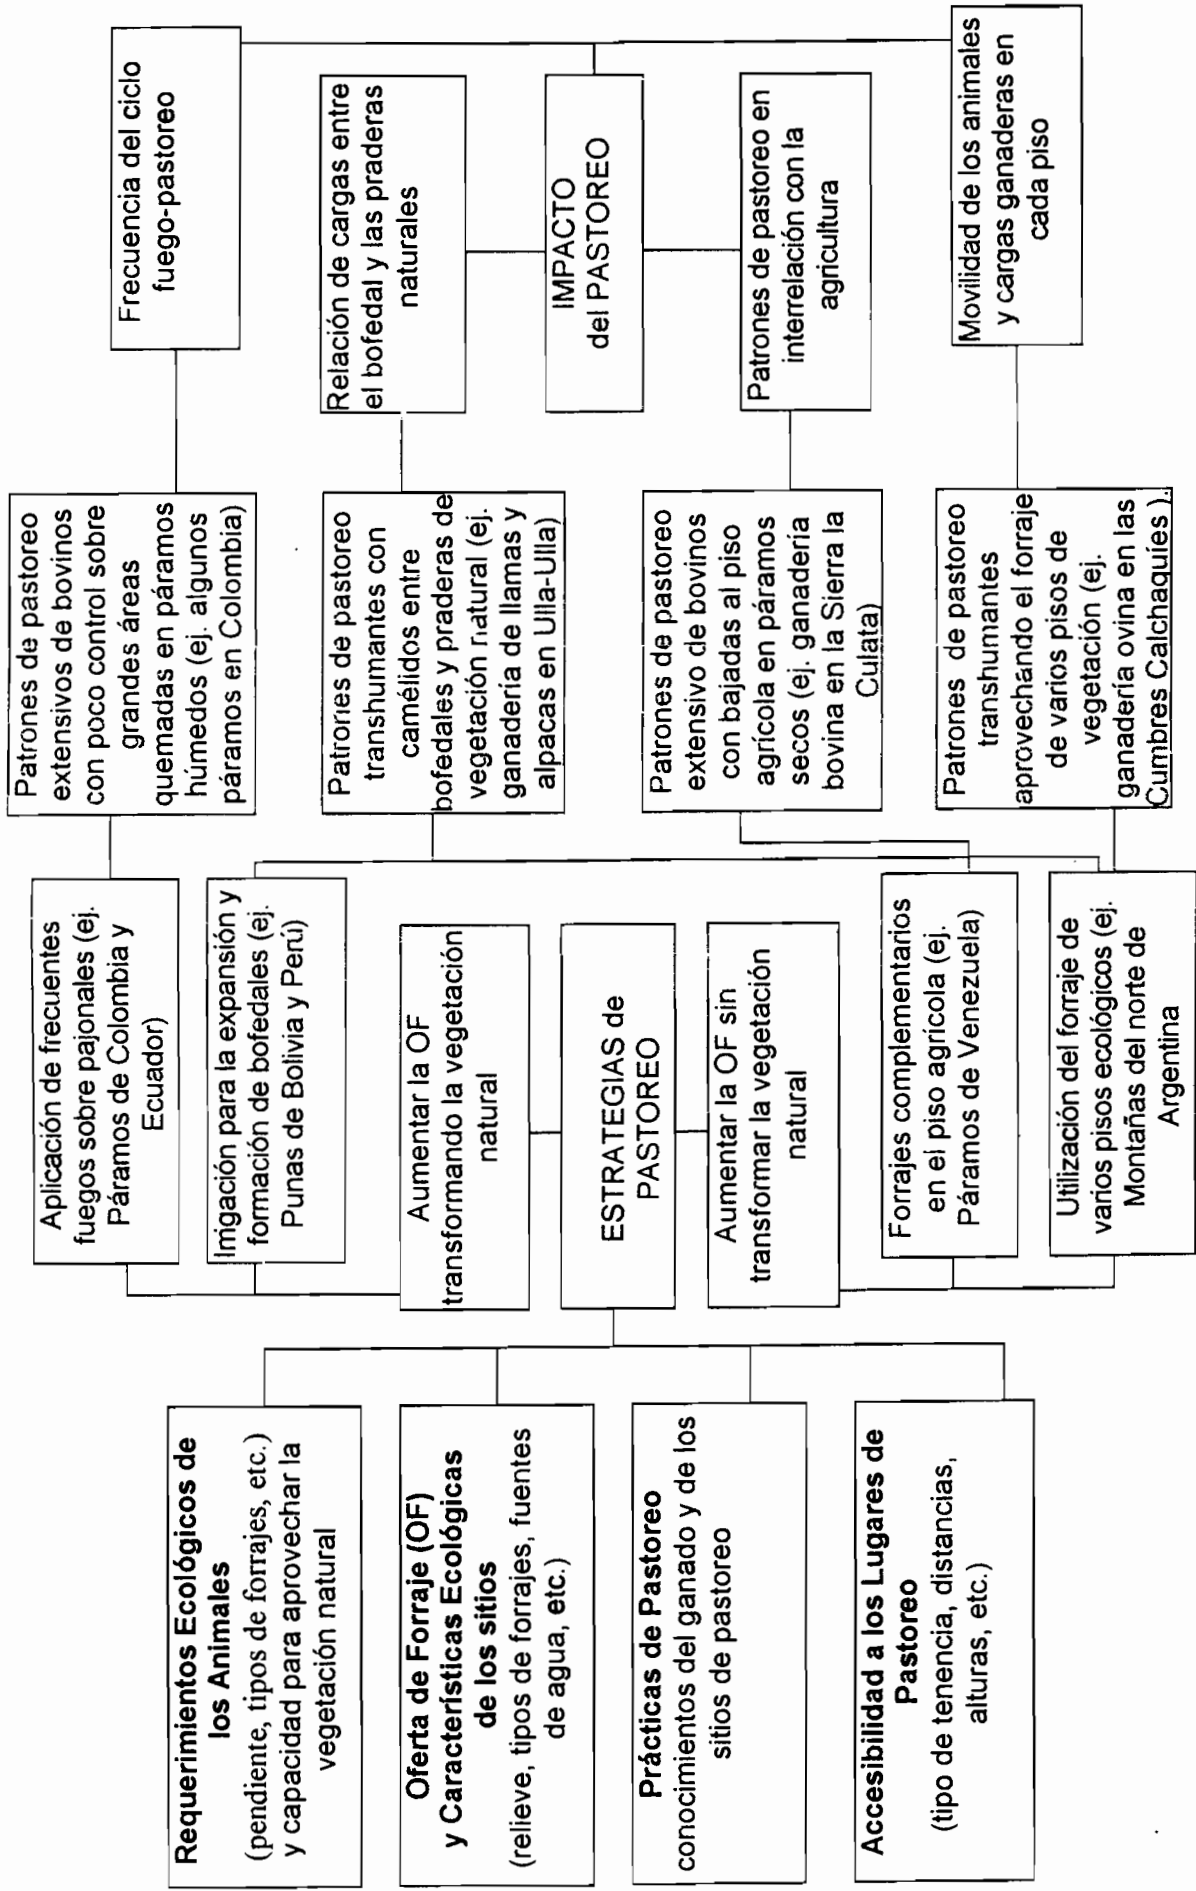 Requerimientos Ecológicos de
los Animales
(pendiente, tipos de forrajes, etc.)
y capacidad para aprovechar la
vegetación natural
Oferta de Forraje (OF)
y Características Ecológicas
de los sitios
(relieve, tipos de forrajes, fuentes
de agua, etc.)
Prácticas de Pastoreo
conocimientos del ganado y de los
sitios de pastoreo
Accesibilidad a los Lugares de
Pastoreo
(tipo de tenencia, distancias,
alturas, etc.)
Aplicación de frecuentes
fuegos sobre pajonales (ej.
Páramos de Colombia y
Ecuador)
Irrigación para la expansión y
formación de bofedales (ej.
Punas de Bolivia y Perú)
Aumentar la OF
transformando la vegetación
natural
ESTRATEGIAS de
PASTOREO
Aumentar la OF sin
transformar la vegetación
natural
Forrajes complementarios
en el piso agrícola (ej.
Páramos de Venezuela)
Utilización del forraje de
varios pisos ecológicos (ej.
Montañas del norte de
Argentina
Patrones de pastoreo
extensivos de bovinos
con poco control sobre
grandes áreas
quemadas en páramos
húmedos (ej. algunos
páramos en Colombia)
Patrones de pastoreo
transhumantes con
camélidos entre
bofedales y praderas de
vegetación natural (ej.
ganadería de llamas y
alpacas en Ulla-Ulla)
Patrones de pastoreo
extensivo de bovinos
con bajadas al piso
agrícola en páramos
secos (ej. ganadería
bovina en la Sierra la
Culata)
Patrones de pastoreo
transhumantes
aprovechando el forraje
de varios pisos de
vegetación (ej.
ganadería ovina en las
Cumbres Calchaquíes ).
Frecuencia del ciclo
fuego-pastoreo
Relación de cargas entre
el bofedal y las praderas
naturales
IMPACTO
del PASTOREO
Patrones de pastoreo en
interrelación con la
agricultura
Movilidad de los animales
y cargas ganaderas en
cada piso